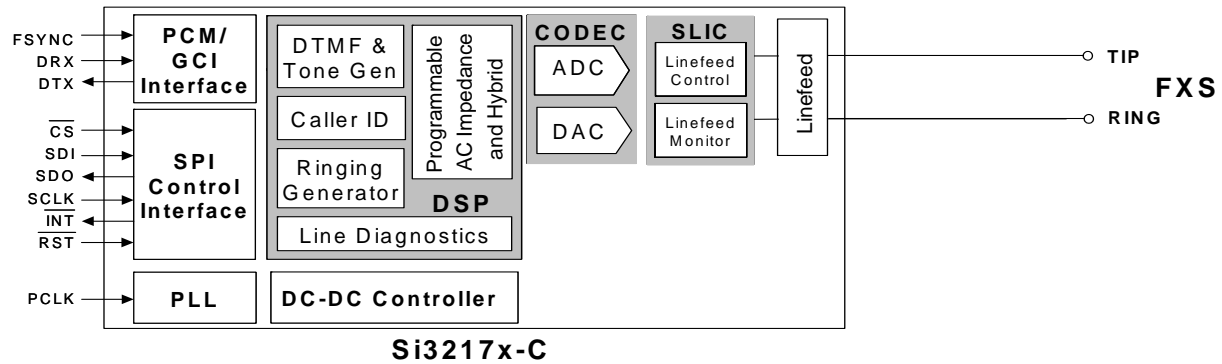 FSYNC
DRX
DTX
PCM/
GCI
Interface
CS
SDI
SDO
SCLK
INT
RST
SPI
Control
Interface
PCLK
PLL
DTMF &
Tone Gen
Caller ID
Ringing
Generator
Programmable
AC Impedance
and Hybrid
DSP
Line Diagnostics
DC-DC Controller
CODEC
ADC
DAC
SLIC
Linefeed
Control
Linefeed
Monitor
Linefeed
TIP
FXS
RING
Si3217x-C